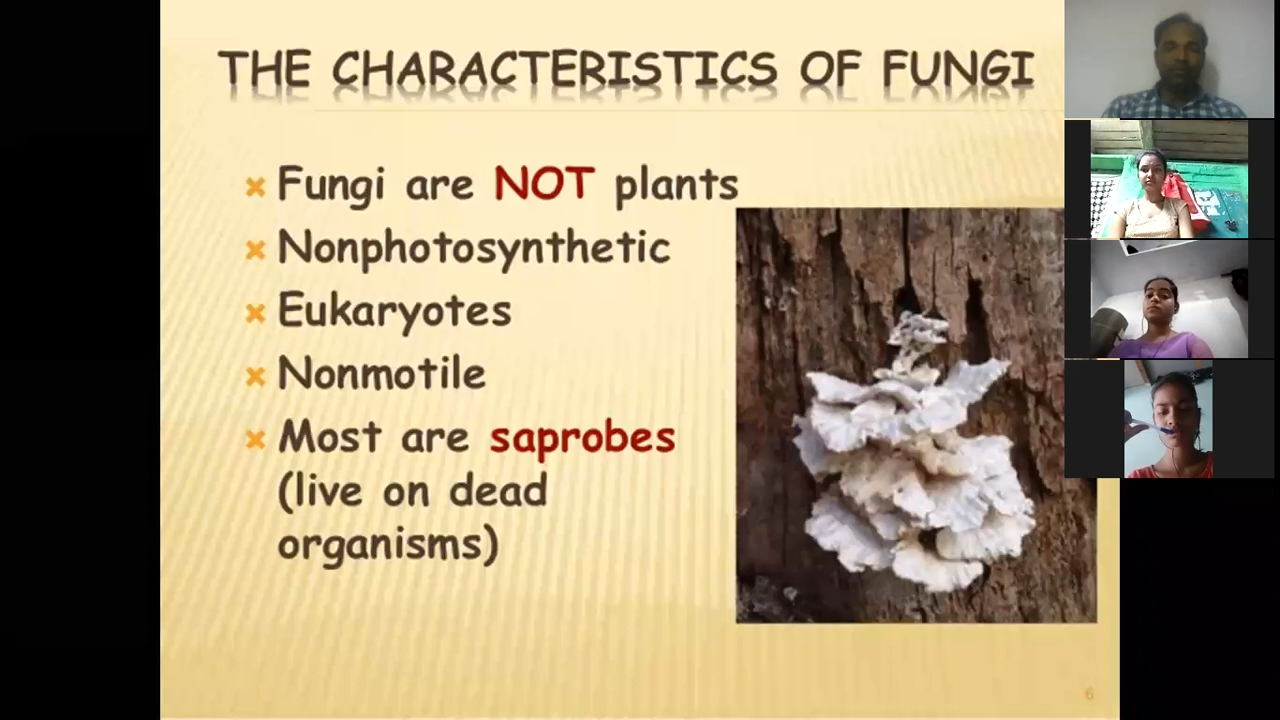 THE CHARACTERISTICS OF FUNGI
Fungi are NOT plants
Nonphotosynthetic
Eukaryotes
Nonmotile
Most are saprobes
(live on dead
organisms)
6